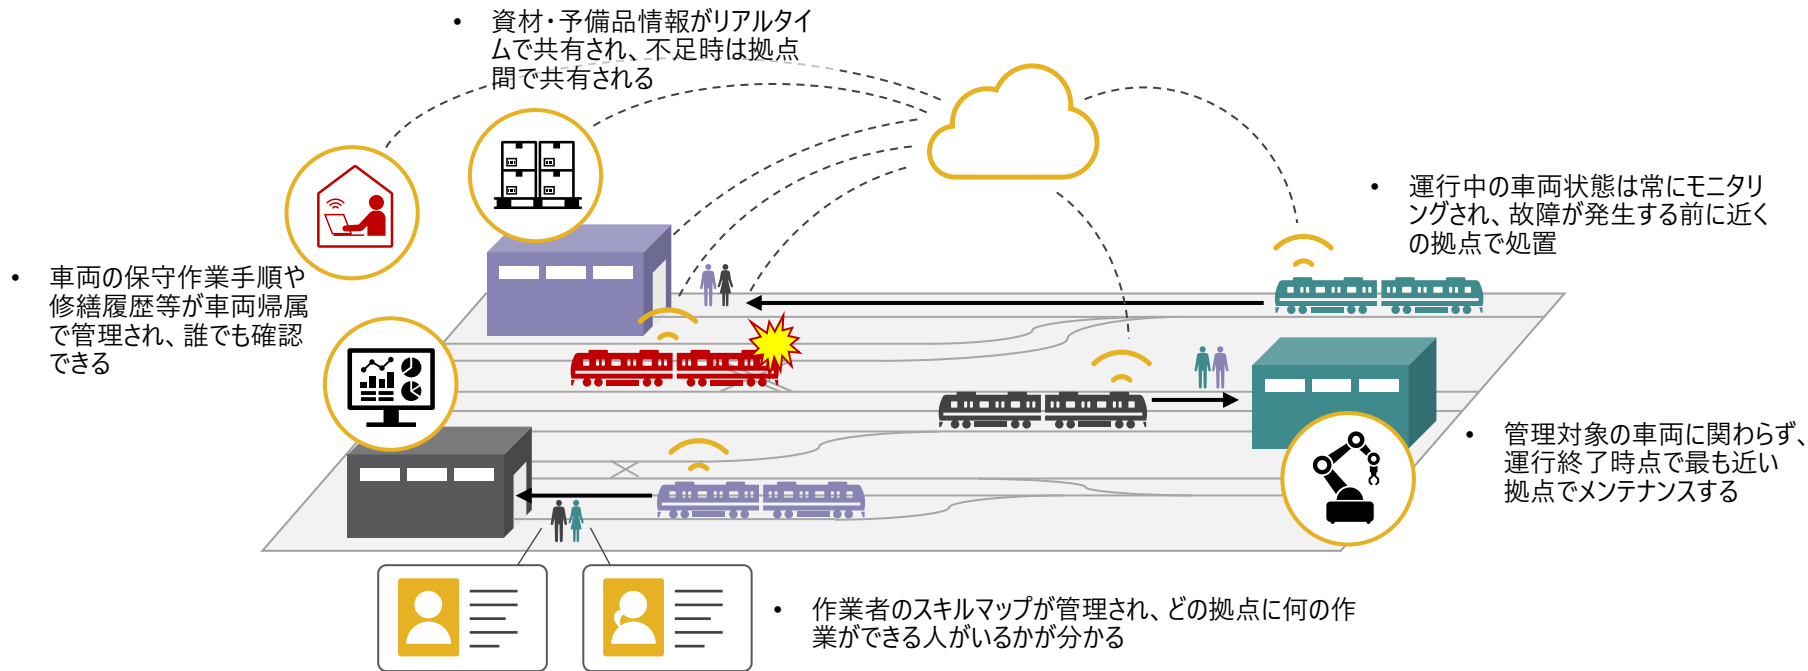 • 資材・予備品情報がリアルタイ
ムで共有され、不足時は拠点
間で共有される
• 運行中の車両状態は常にモニタリ
ングされ、故障が発生する前に近く
の拠点で処置
• 車両の保守作業手順や
修繕履歴等が車両帰属
で管理され、誰でも確認
できる
• 管理対象の車両に関わらず、
運行終了時点で最も近い
拠点でメンテナンスする
• 作業者のスキルマップが管理され、どの拠点に何の作
業ができる人がいるかが分かる